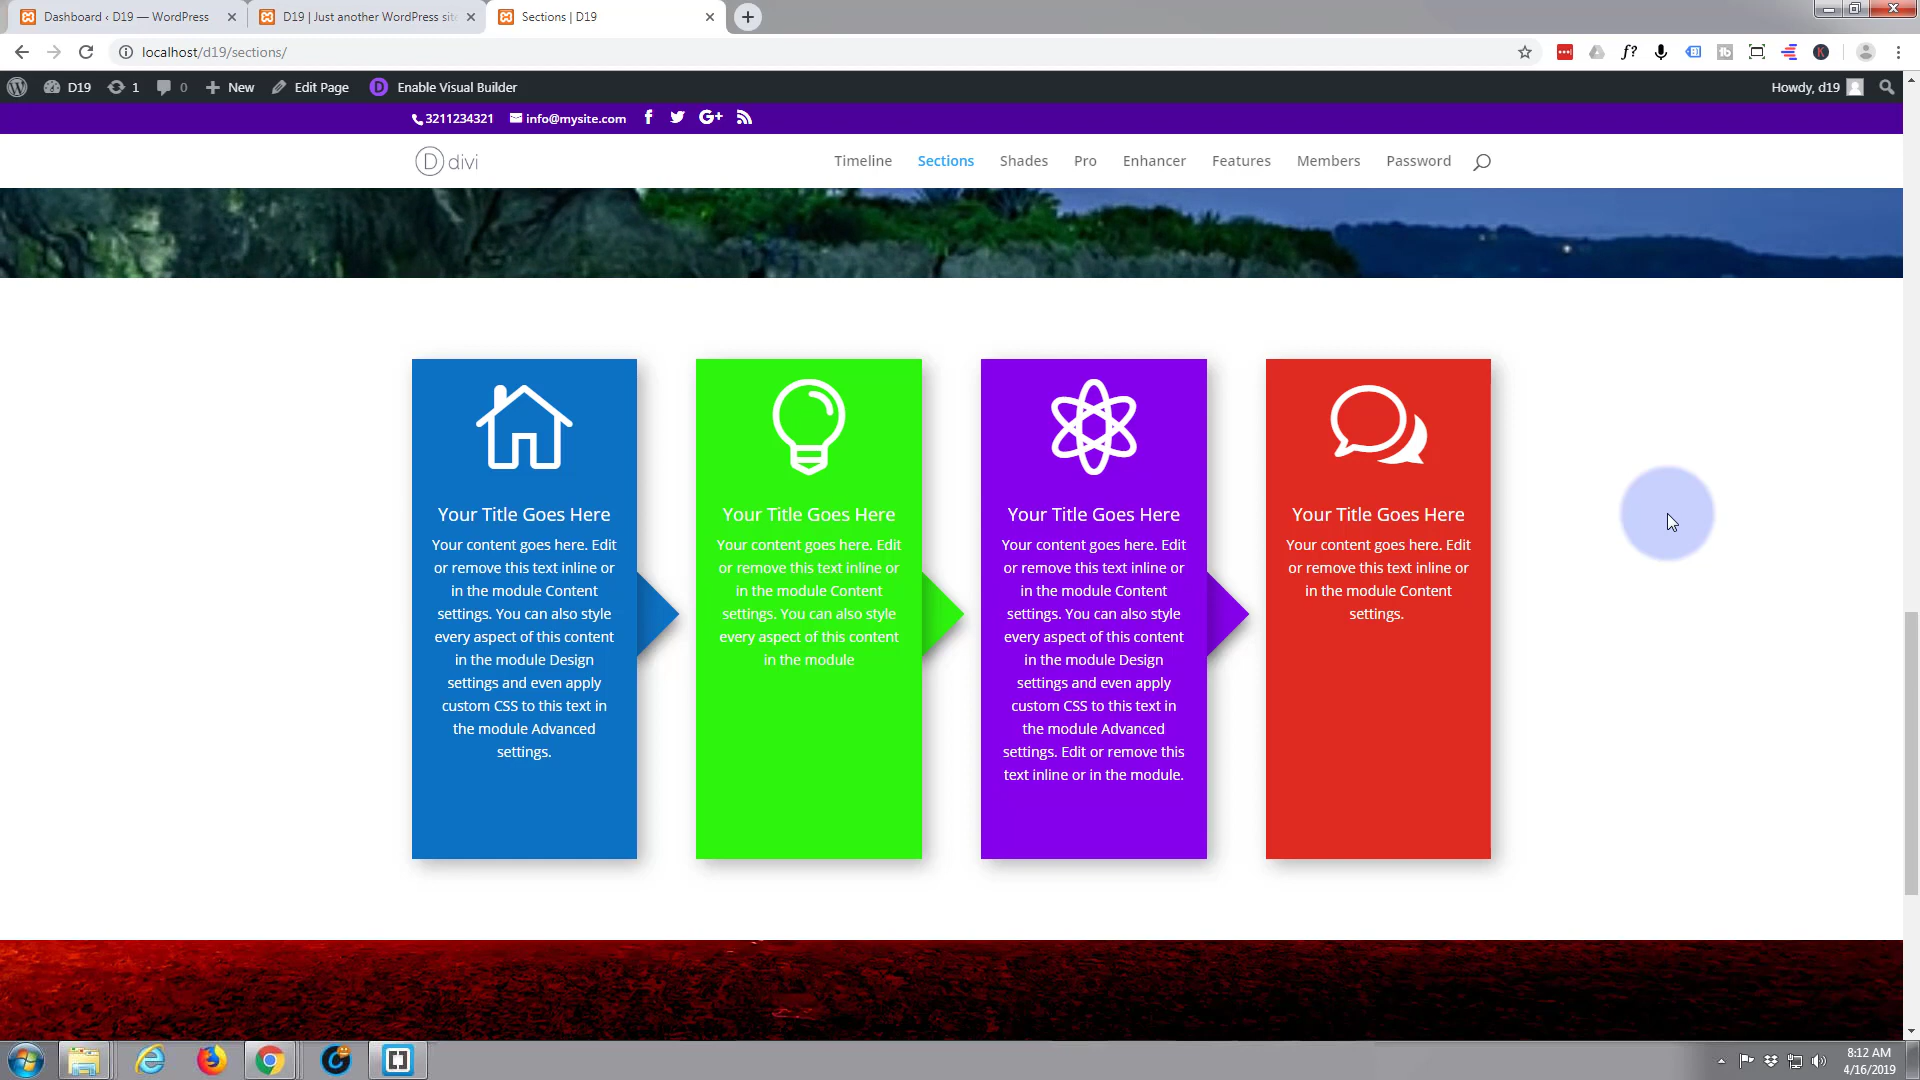 Dashboard ‹ D19 — WordPress
D19 | Just another WordPress site
Sections | D19
localhost/d19/sections/
D19 1 0 New Edit Page Enable Visual Builder Howdy, d19
3211234321 info@mysite.com
divi
Timeline Sections Shades Pro Enhancer Features Members Password
Your Title Goes Here
Your content goes here. Edit
or remove this text inline or
in the module Content
settings. You can also style
every aspect of this content
in the module Design
settings and even apply
custom CSS to this text in
the module Advanced
settings.
Your Title Goes Here
Your content goes here. Edit
or remove this text inline or
in the module Content
settings. You can also style
every aspect of this content
in the module
Your Title Goes Here
Your content goes here. Edit
or remove this text inline or
in the module Content
settings. You can also style
every aspect of this content
in the module Design
settings and even apply
custom CSS to this text in
the module Advanced
settings. Edit or remove this
text inline or in the module.
Your Title Goes Here
Your content goes here. Edit
or remove this text inline or
in the module Content
settings.
8:12 AM
4/16/2019